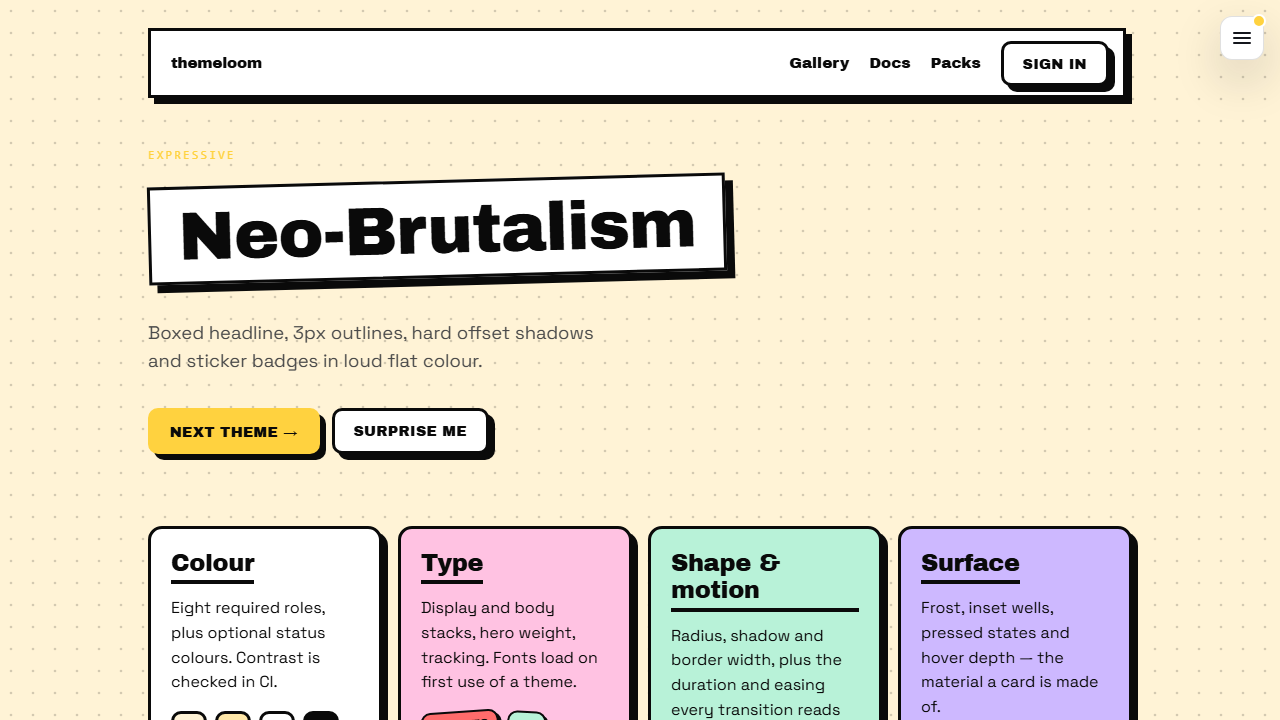 themeloom
Gallery
Docs
Packs
SIGN IN
EXPRESSIVE
Neo-Brutalism
Boxed headline, 3px outlines, hard offset shadows
and sticker badges in loud flat colour.
NEXT THEME →
SURPRISE ME
Colour
Eight required roles,
plus optional status
colours. Contrast is
checked in CI.
Type
Display and body
stacks, hero weight,
tracking. Fonts load on
first use of a theme.
Shape &
motion
Radius, shadow and
border width, plus the
duration and easing
every transition reads
Surface
Frost, inset wells,
pressed states and
hover depth — the
material a card is made
of.